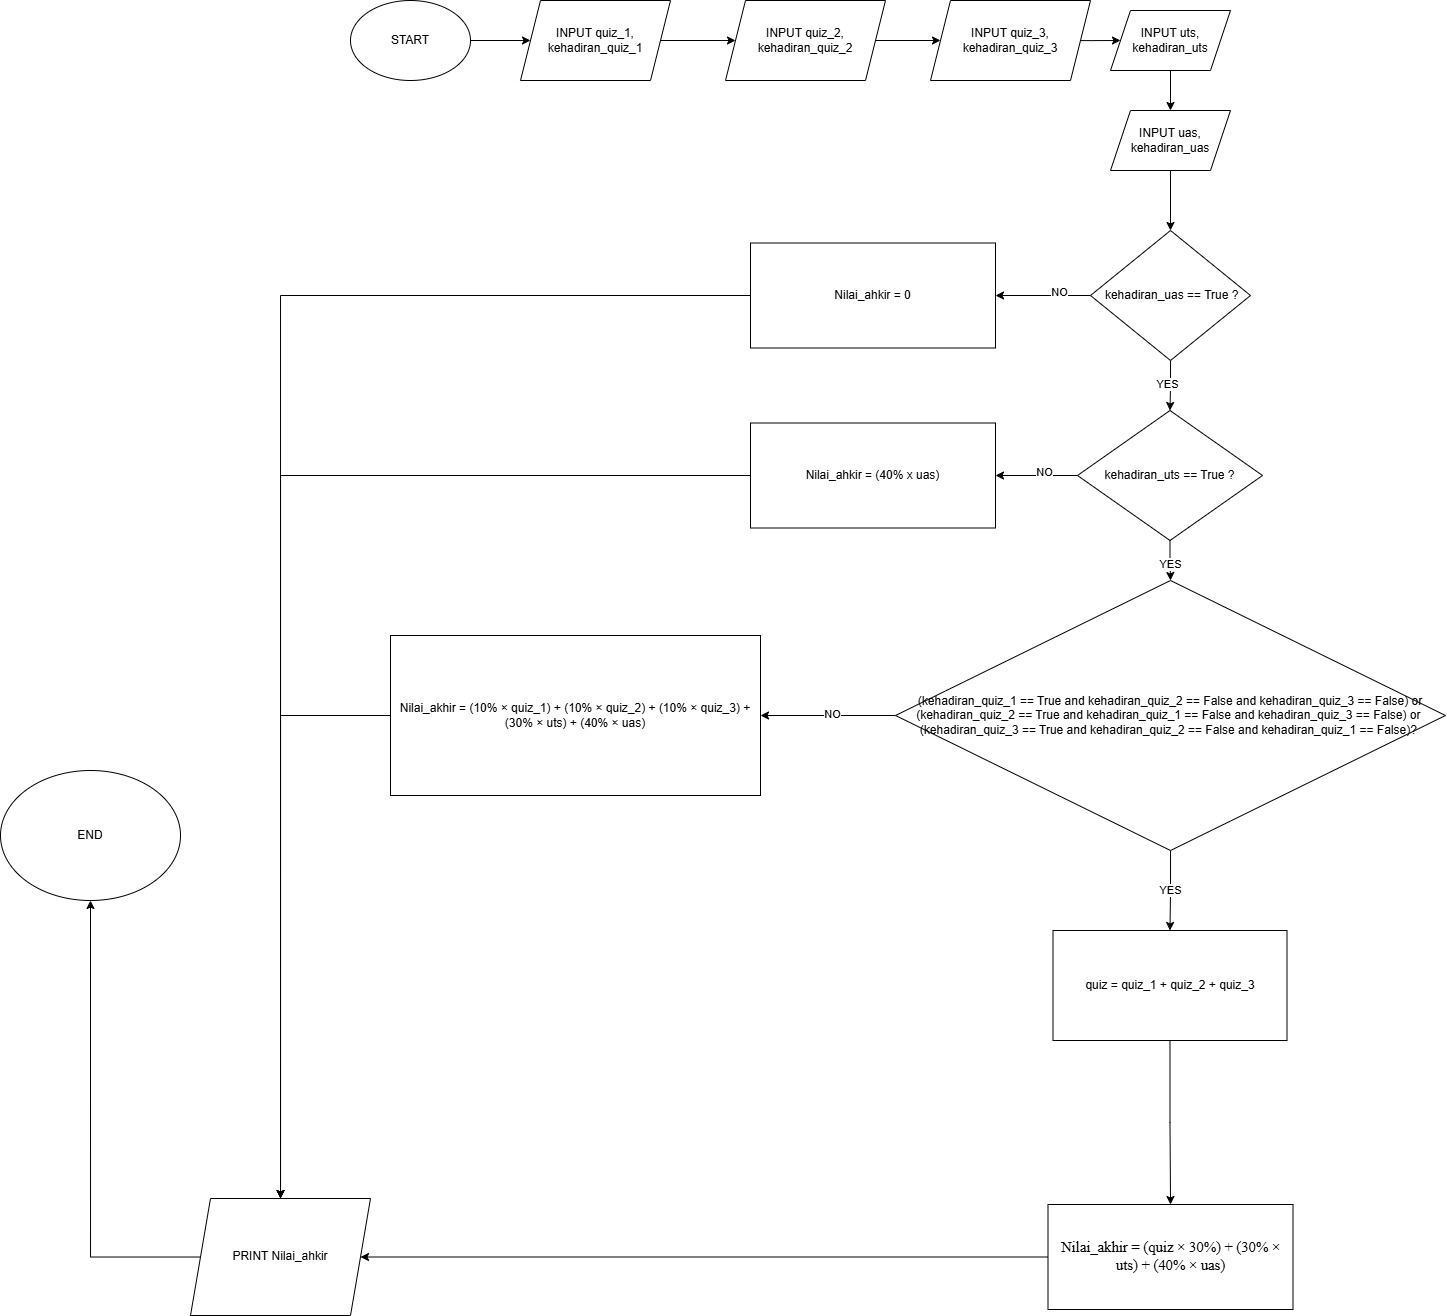 START
INPUT quiz_1,
kehadiran_quiz_1
INPUT quiz_2,
kehadiran_quiz_2
INPUT quiz_3,
kehadiran_quiz_3
INPUT uts,
kehadiran_uts
INPUT uas,
kehadiran_uas
Nilai_ahkir = 0
NO
kehadiran_uas == True ?
YES
Nilai_ahkir = (40% x uas)
NO
kehadiran_uts == True ?
YES
Nilai_akhir = (10% × quiz_1) + (10% × quiz_2) + (10% × quiz_3) +
(30% × uts) + (40% × uas)
NO
(kehadiran_quiz_1 == True and kehadiran_quiz_2 == False and kehadiran_quiz_3 == False) or
(kehadiran_quiz_2 == True and kehadiran_quiz_1 == False and kehadiran_quiz_3 == False) or
(kehadiran_quiz_3 == True and kehadiran_quiz_2 == False and kehadiran_quiz_1 == False)?
END
YES
quiz = quiz_1 + quiz_2 + quiz_3
PRINT Nilai_ahkir
Nilai_akhir = (quiz × 30%) + (30% ×
uts) + (40% × uas)